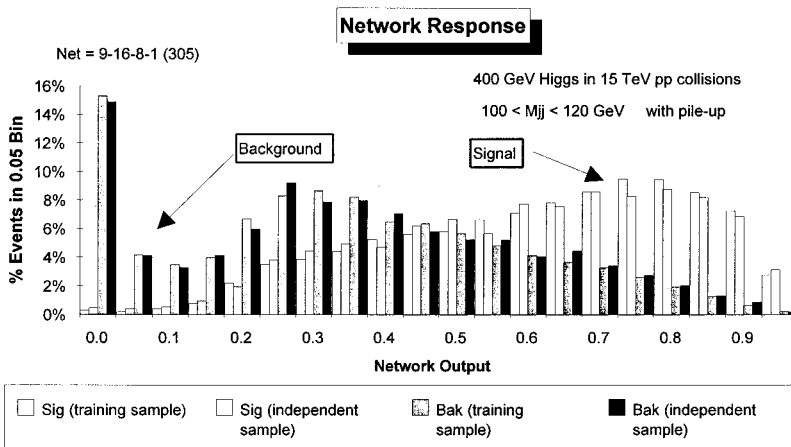 Network Response
Net = 9-16-8-1 (305)
400 GeV Higgs in 15 TeV pp collisions
100 < Mjj < 120 GeV with pile-up
% Events in 0.05 Bin
16%
14%
12%
10%
8%
6%
4%
2%
0%
Background
Signal
0.0 0.1 0.2 0.3 0.4 0.5 0.6 0.7 0.8 0.9
Network Output
Sig (training sample)
Sig (independent
sample)
Bak (training
sample)
Bak (independent
sample)